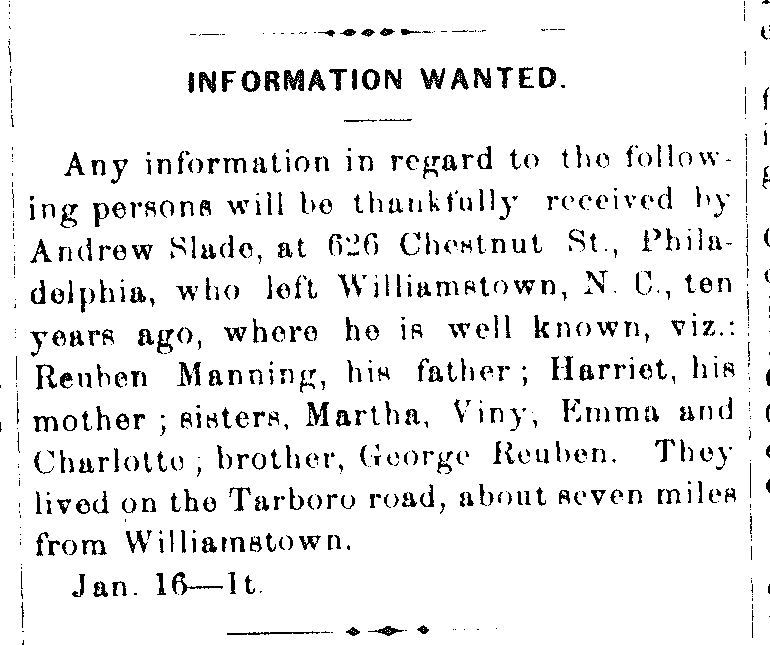 INFORMATION WANTED.
Any information in regard to the follow-
ing persons will be thankfully received by
Andrew Slade, at 626 Chestnut St., Phila-
delphia, who left Williamstown, N. C., ten
years ago, where he is well known, viz.:
Reuben Manning, his father; Harriet, his
mother; sisters, Martha, Viny, Emma and
Charlotte; brother, George Reuben. They
lived on the Tarboro road, about seven miles
from Williamstown.
Jan. 16—1t.